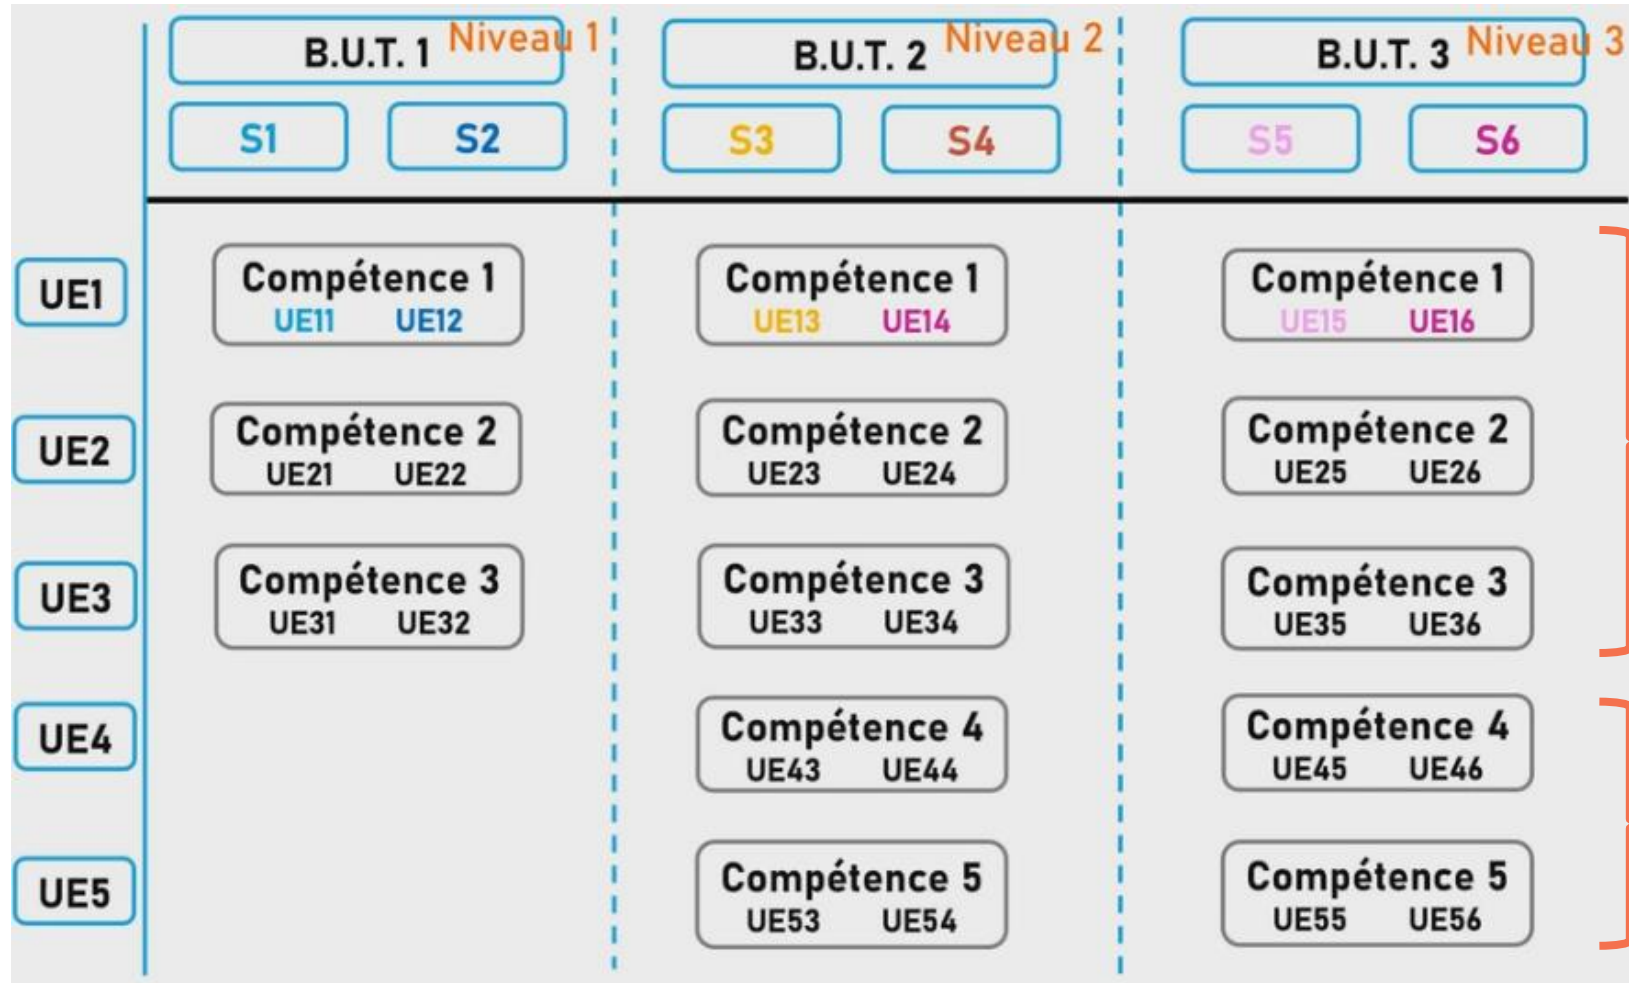 B.U.T. 1 Niveau 1
B.U.T. 2 Niveau 2
B.U.T. 3 Niveau 3
S1 S2 S3 S4 S5 S6
UE1
Compétence 1
UE11 UE12
Compétence 1
UE13 UE14
Compétence 1
UE15 UE16
UE2
Compétence 2
UE21 UE22
Compétence 2
UE23 UE24
Compétence 2
UE25 UE26
UE3
Compétence 3
UE31 UE32
Compétence 3
UE33 UE34
Compétence 3
UE35 UE36
UE4
Compétence 4
UE43 UE44
Compétence 4
UE45 UE46
UE5
Compétence 5
UE53 UE54
Compétence 5
UE55 UE56